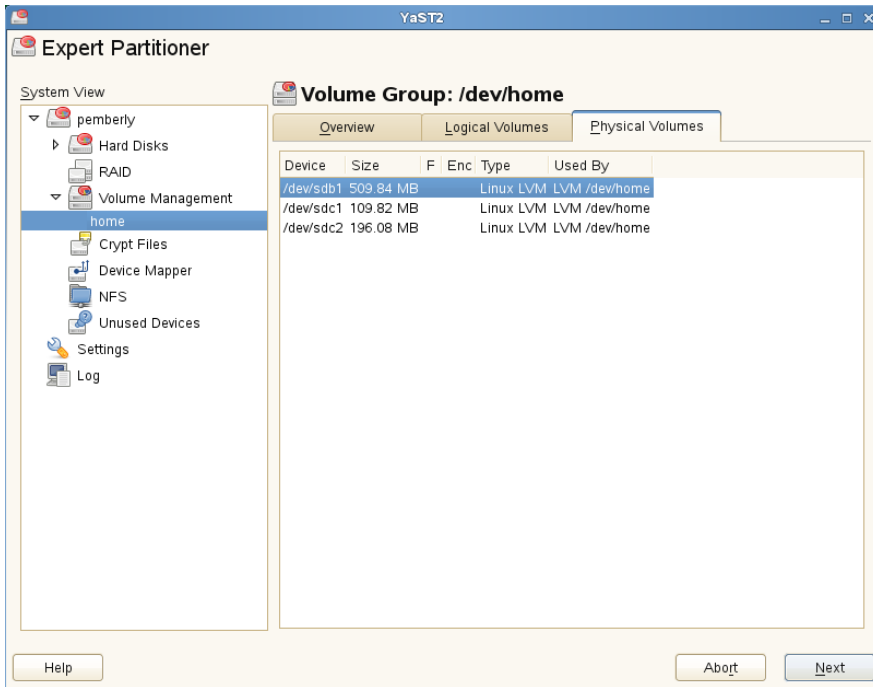 YaST2
Expert Partitioner
System View
pemberly
Hard Disks
RAID
Volume Management
home
Crypt Files
Device Mapper
NFS
Unused Devices
Settings
Log
Volume Group: /dev/home
Overview Logical Volumes Physical Volumes
Device Size F Enc Type Used By
/dev/sdb1 509.84 MB Linux LVM LVM /dev/home
/dev/sdc1 109.82 MB Linux LVM LVM /dev/home
/dev/sdc2 196.08 MB Linux LVM LVM /dev/home
Help Abort Next